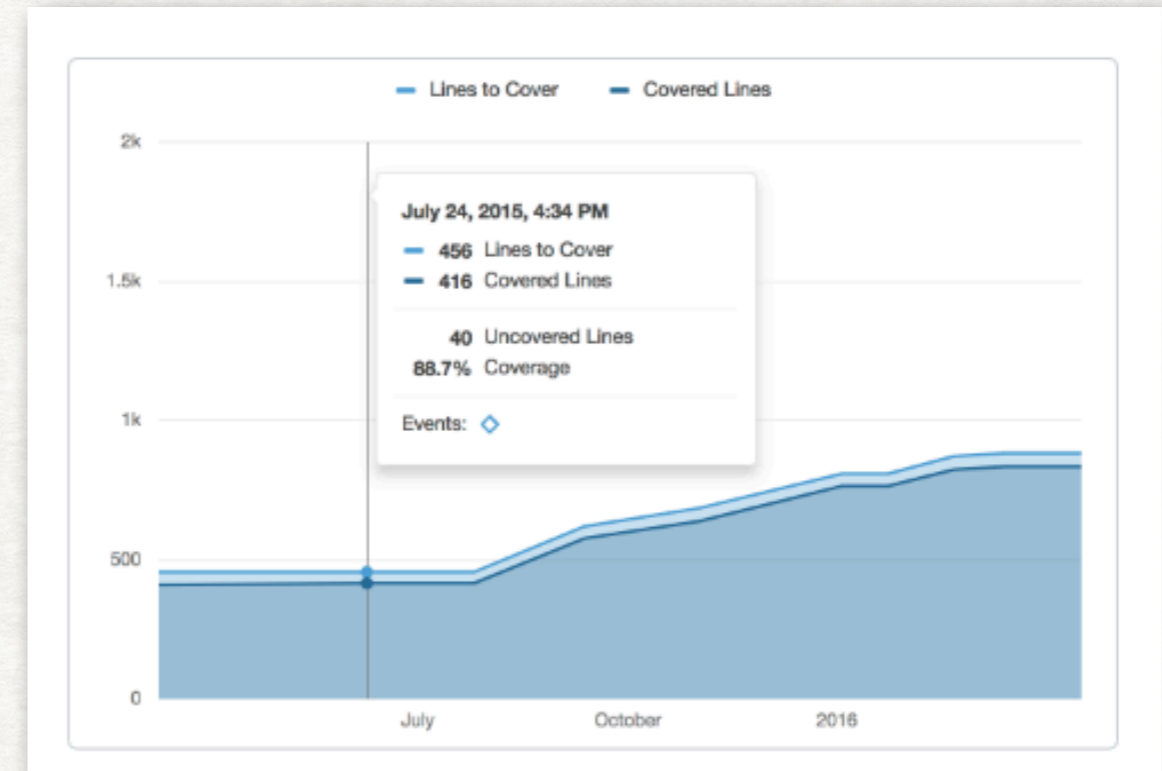 Lines to Cover Covered Lines
2k
July 24, 2015, 4:34 PM
456 Lines to Cover
1.5k
416 Covered Lines
40 Uncovered Lines
88.7% Coverage
1k
Events:
500
0
July October 2016